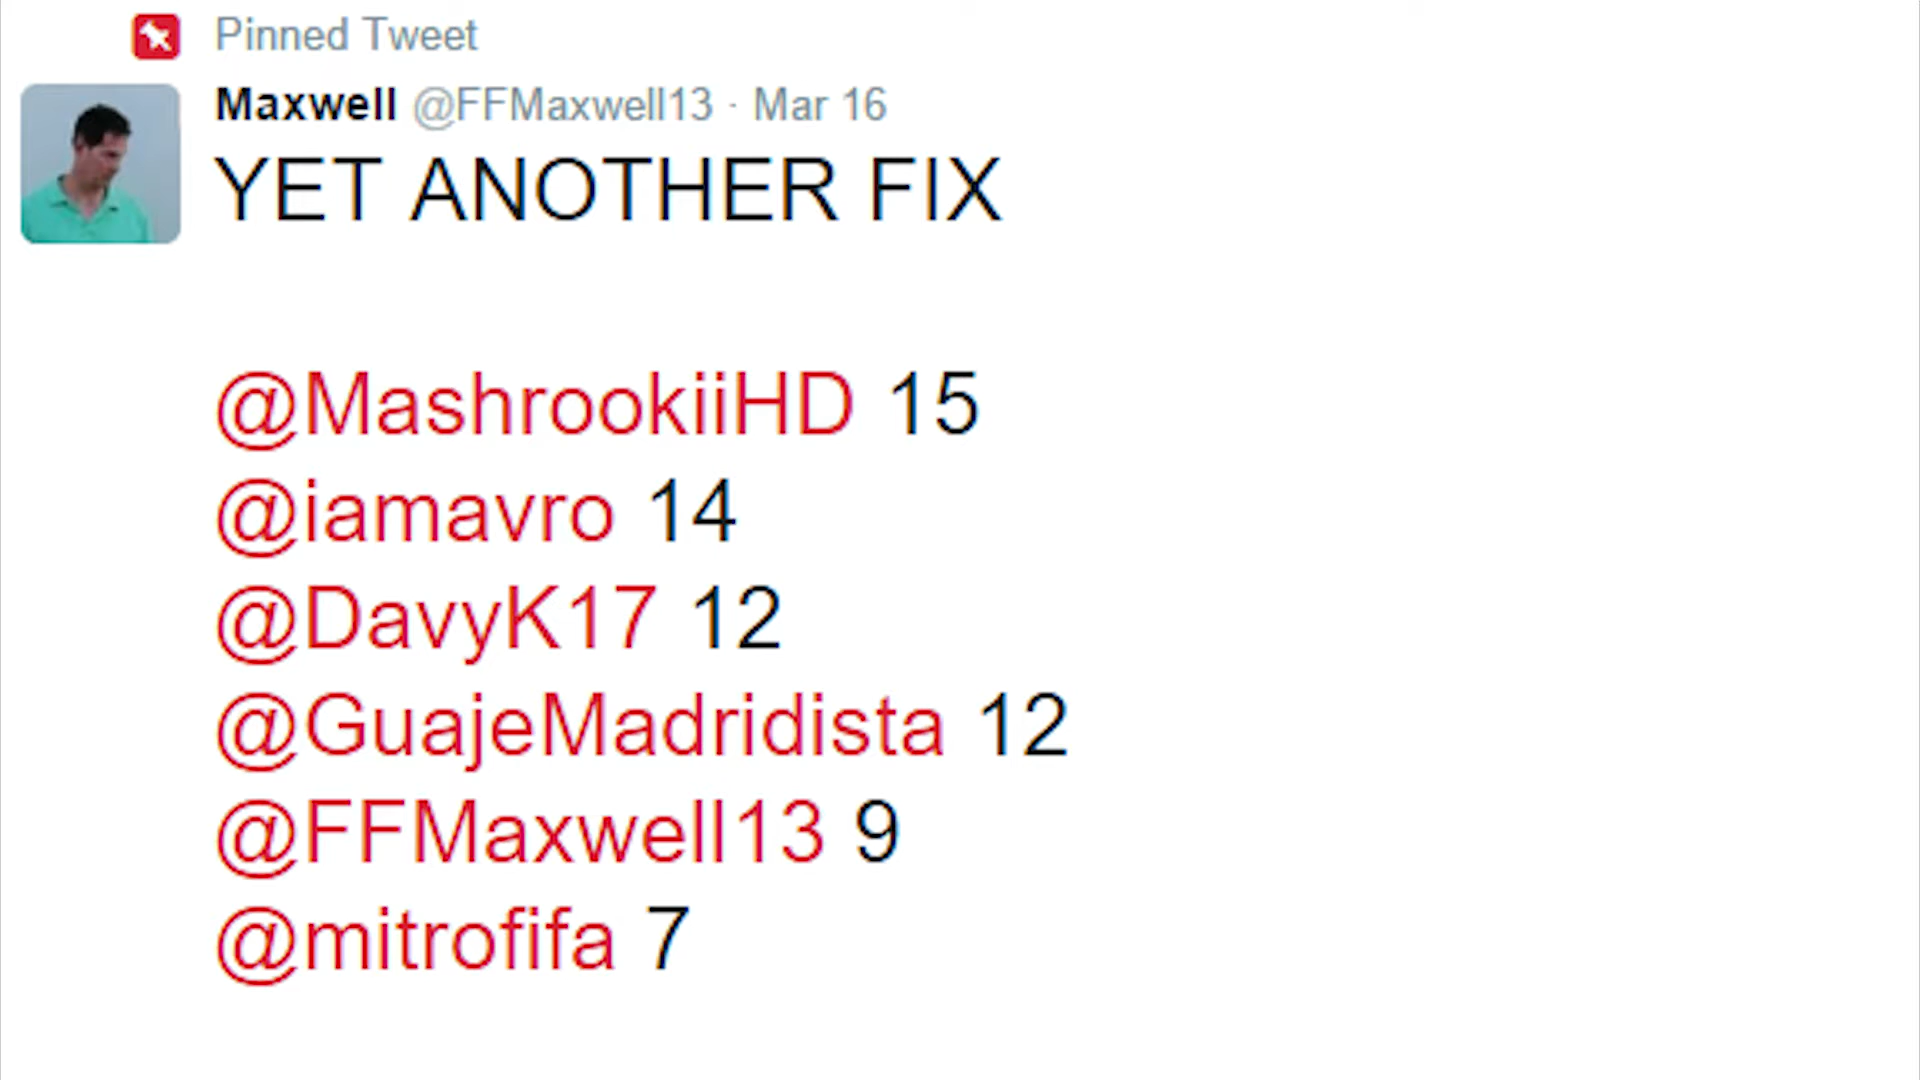 Pinned Tweet
Maxwell @FFMaxwell13 · Mar 16
YET ANOTHER FIX
@MashrookiiHD 15
@iamavro 14
@DavyK17 12
@GuajeMadridista 12
@FFMaxwell13 9
@mitrofifa 7